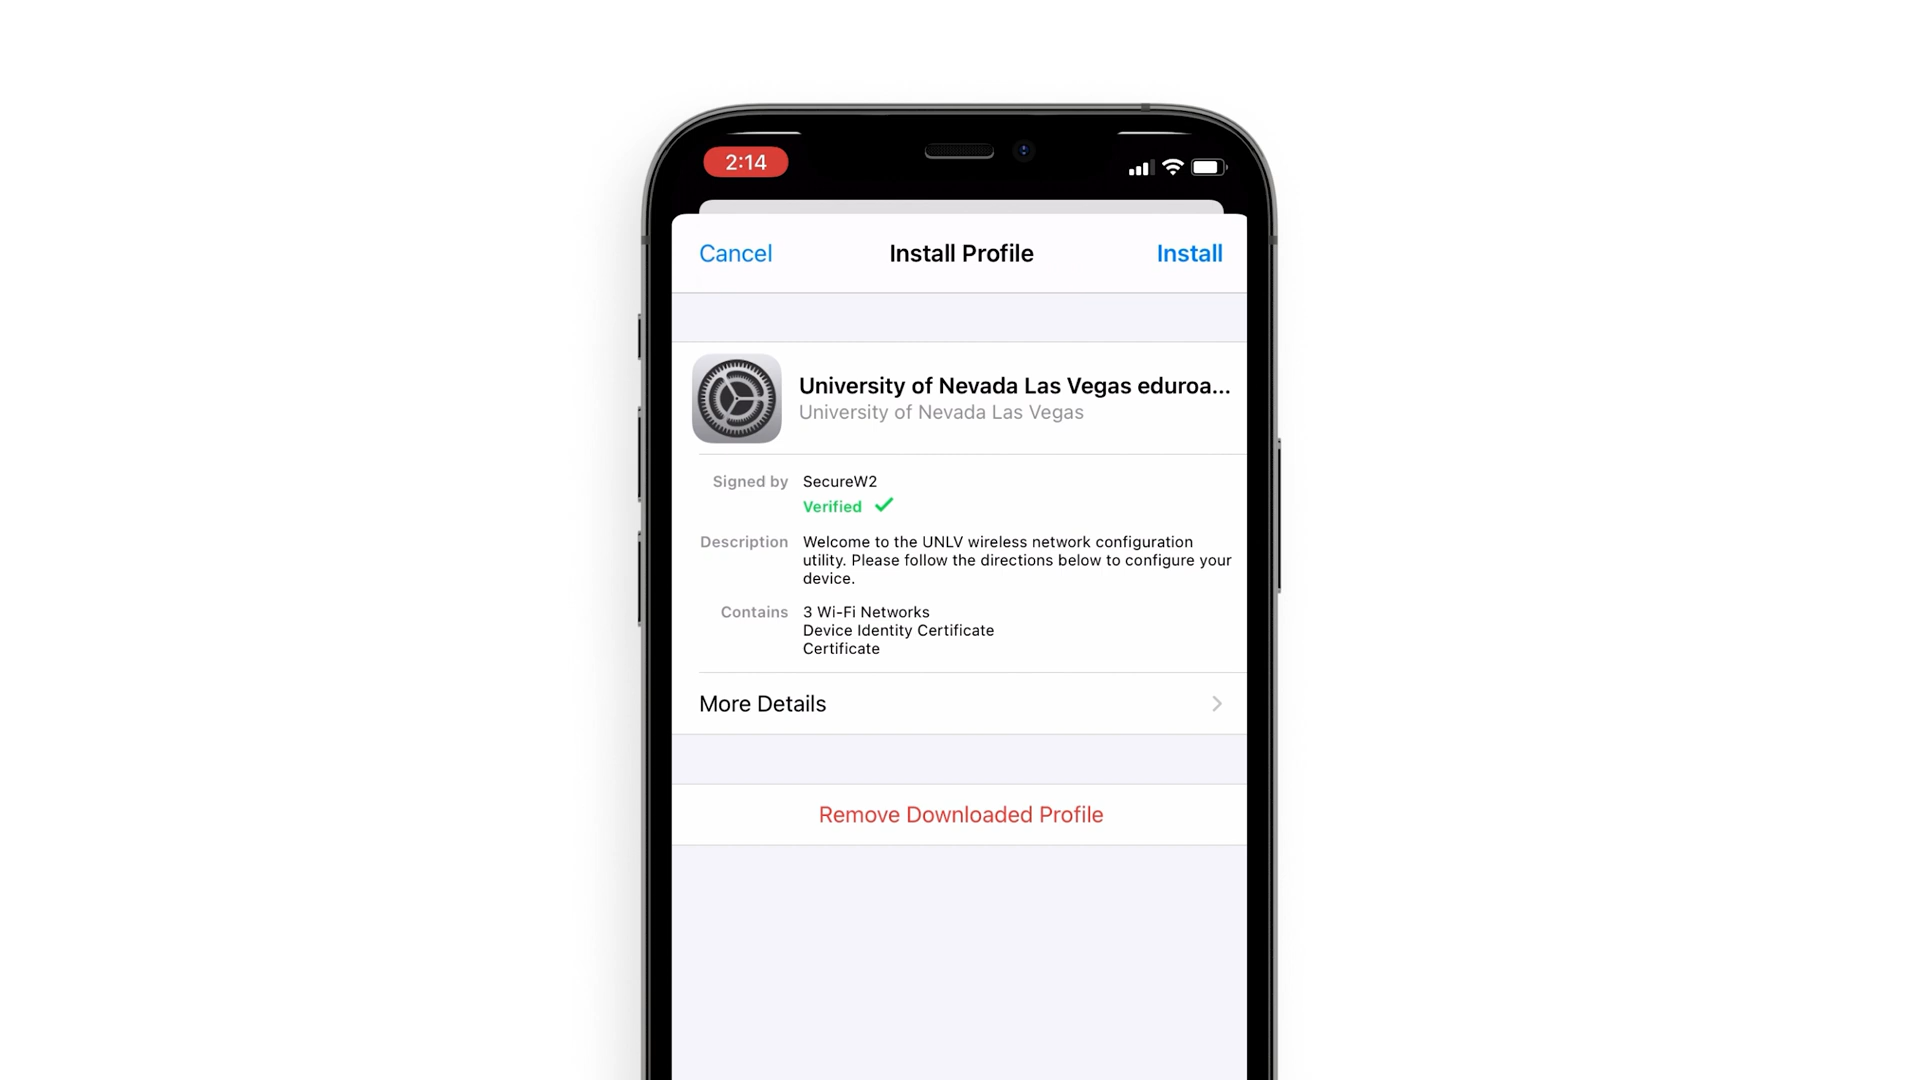 2:14
Cancel
Install Profile
Install
University of Nevada Las Vegas eduroa...
University of Nevada Las Vegas
Signed by
SecureW2
Verified
Description
Welcome to the UNLV wireless network configuration
utility. Please follow the directions below to configure your
device.
Contains
3 Wi-Fi Networks
Device Identity Certificate
Certificate
More Details
Remove Downloaded Profile